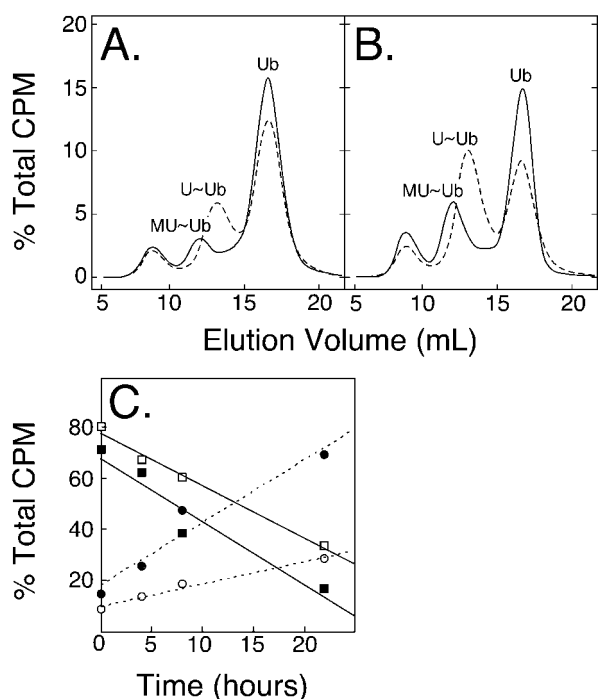 A.
B.
20
15
10
5
0
% Total CPM
Ub
U~Ub
MU~Ub
Ub
U~Ub
MU~Ub
5 10 15 20 5 10 15 20
Elution Volume (mL)
C.
80
60
40
20
% Total CPM
0 5 10 15 20
Time (hours)